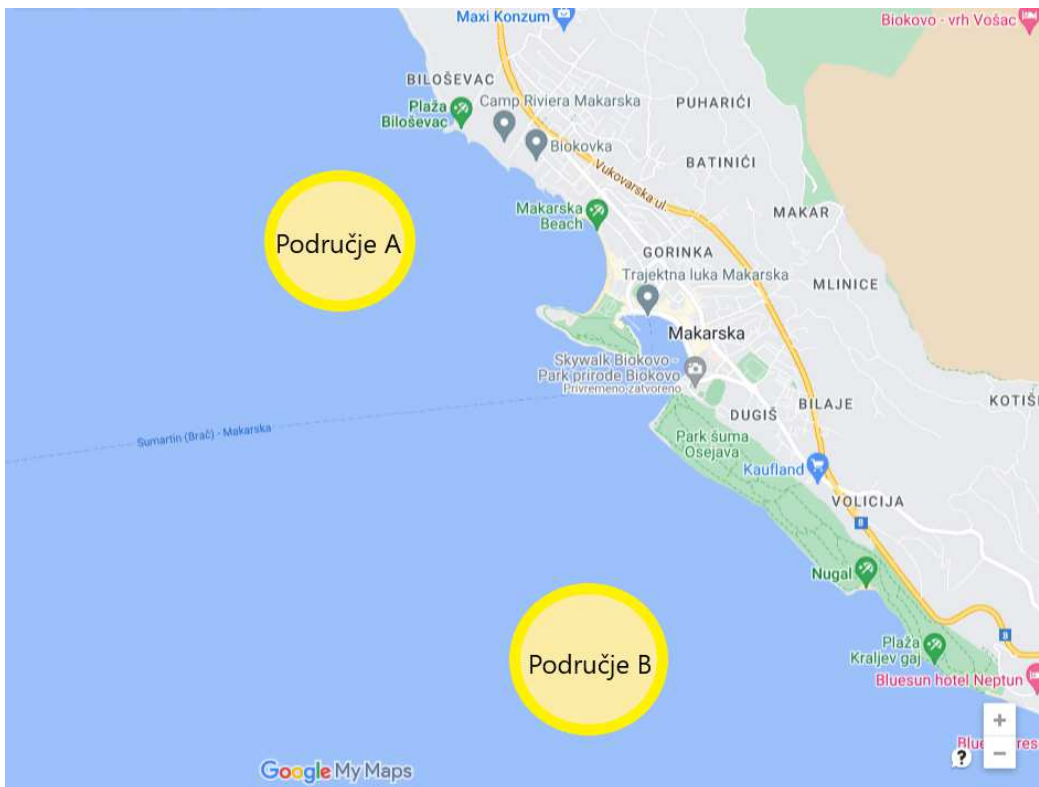 Maxi Konzum
Biokovo - vrh Vošac
BILOŠEVAC
Plaža
Biloševac
Camp Riviera Makarska
PUHARIĆI
Biokovka
BATINIĆI
Vukovarska ul.
Makarska
Beach
MAKAR
Područje A
GORINKA
Trajektna luka Makarska
MLINICE
Makarska
Skywalk Biokovo -
Park prirode Biokovo
Privremeno zatvoreno
KOTIŠI
BILAJE
DUGIŠ
Sumartin (Brač) - Makarska
Park šuma
Osejava
Kaufland
VOLICIJA
8
Nugal
8
Plaža
Kraljev gaj
Područje B
Bluesun hotel Neptun
+
−
?
Google My Maps